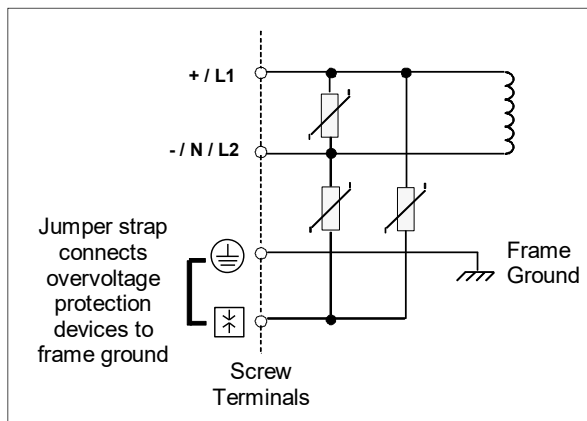 + / L1
- / N / L2
Jumper strap
connects
overvoltage
protection
devices to
frame ground
Frame
Ground
Screw
Terminals